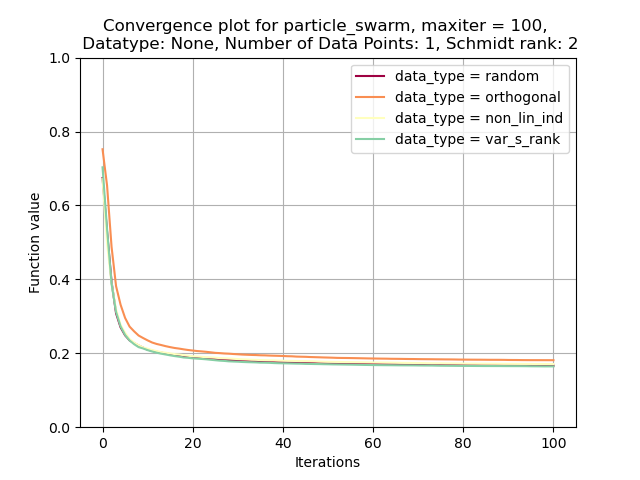 Convergence plot for particle_swarm, maxiter = 100,
Datatype: None, Number of Data Points: 1, Schmidt rank: 2
1.0
data_type = random
data_type = orthogonal
data_type = non_lin_ind
data_type = var_s_rank
0.8
0.6
0.4
0.2
0.0
Function value
0 20 40 60 80 100
Iterations